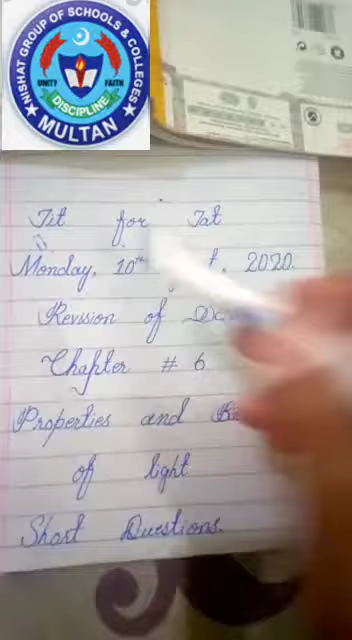 NISHAT GROUP OF SCHOOLS & COLLEGES
UNITY FAITH
DISCIPLINE
MULTAN
Tit for Tat
Monday, 10th t, 2020.
Revision of
Chapter # 6
Properties and
of light
Short Questions.